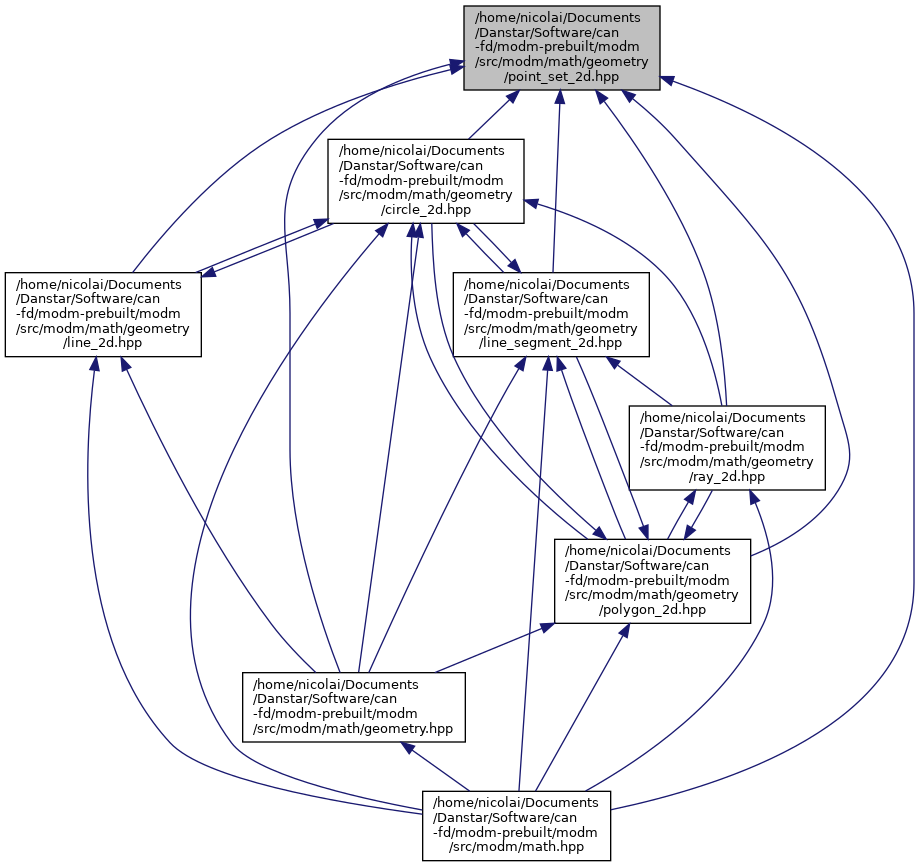 /home/nicolai/Documents
/Danstar/Software/can
-fd/modm-prebuilt/modm
/src/modm/math/geometry
/point_set_2d.hpp
/home/nicolai/Documents
/Danstar/Software/can
-fd/modm-prebuilt/modm
/src/modm/math/geometry
/circle_2d.hpp
/home/nicolai/Documents
/Danstar/Software/can
-fd/modm-prebuilt/modm
/src/modm/math/geometry
/line_2d.hpp
/home/nicolai/Documents
/Danstar/Software/can
-fd/modm-prebuilt/modm
/src/modm/math/geometry
/line_segment_2d.hpp
/home/nicolai/Documents
/Danstar/Software/can
-fd/modm-prebuilt/modm
/src/modm/math/geometry
/ray_2d.hpp
/home/nicolai/Documents
/Danstar/Software/can
-fd/modm-prebuilt/modm
/src/modm/math/geometry
/polygon_2d.hpp
/home/nicolai/Documents
/Danstar/Software/can
-fd/modm-prebuilt/modm
/src/modm/math/geometry.hpp
/home/nicolai/Documents
/Danstar/Software/can
-fd/modm-prebuilt/modm
/src/modm/math.hpp